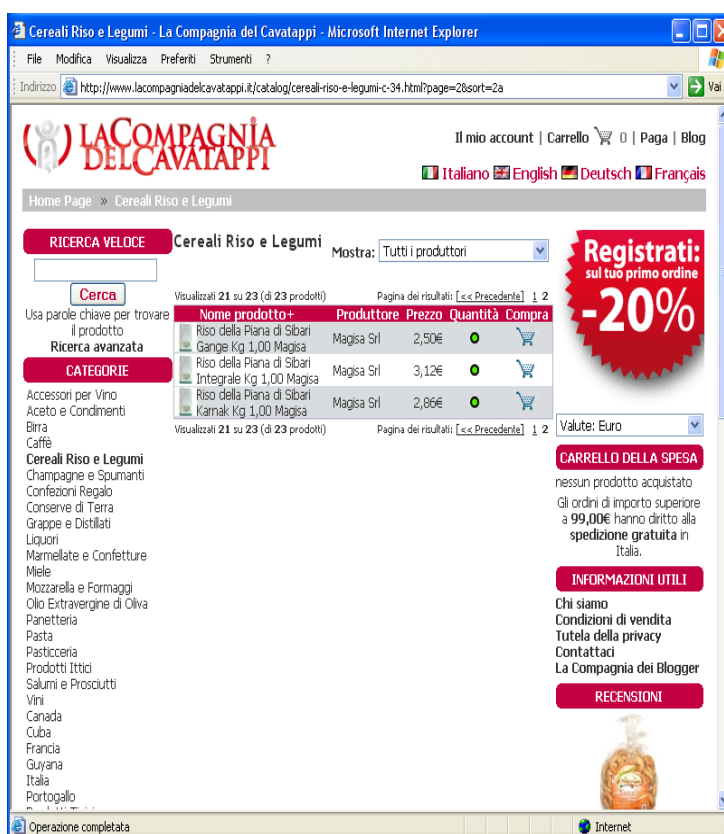 Cereali Riso e Legumi - La Compagnia del Cavatappi - Microsoft Internet Explorer
File Modifica Visualizza Preferiti Strumenti ?
Indirizzo http://www.lacompagniadelcavatappi.it/catalog/cereali-riso-e-legumi-c-34.html?page=2&sort=2a Vai
LACOMPAGNIA
DELCAVATAPPI
Il mio account | Carrello 0 | Paga | Blog
Italiano English Deutsch Français
Home Page » Cereali Riso e Legumi
RICERCA VELOCE
Cerca
Usa parole chiave per trovare
il prodotto
Ricerca avanzata
CATEGORIE
Accessori per Vino
Aceto e Condimenti
Birra
Caffè
Cereali Riso e Legumi
Champagne e Spumanti
Confezioni Regalo
Conserve di Terra
Grappe e Distillati
Liquori
Marmellate e Confetture
Miele
Mozzarella e Formaggi
Olio Extravergine di Oliva
Panetteria
Pasta
Pasticceria
Prodotti Ittici
Salumi e Prosciutti
Vini
Canada
Cuba
Francia
Guyana
Italia
Portogallo
Cereali Riso e Legumi
Mostra: Tutti i produttori
Visualizzati 21 su 23 (di 23 prodotti) Pagina dei risultati: [<< Precedente] 1 2
Nome prodotto+ Produttore Prezzo Quantità Compra
Riso della Piana di Sibari
Gange Kg 1,00 Magisa Magisa Srl 2,50€
Riso della Piana di Sibari
Integrale Kg 1,00 Magisa Magisa Srl 3,12€
Riso della Piana di Sibari
Karnak Kg 1,00 Magisa Magisa Srl 2,86€
Visualizzati 21 su 23 (di 23 prodotti) Pagina dei risultati: [<< Precedente] 1 2
Registrati:
sul tuo primo ordine
-20%
Valute: Euro
CARRELLO DELLA SPESA
nessun prodotto acquistato
Gli ordini di importo superiore
a 99,00€ hanno diritto alla
spedizione gratuita in
Italia.
INFORMAZIONI UTILI
Chi siamo
Condizioni di vendita
Tutela della privacy
Contattaci
La Compagnia dei Blogger
RECENSIONI
Operazione completata Internet